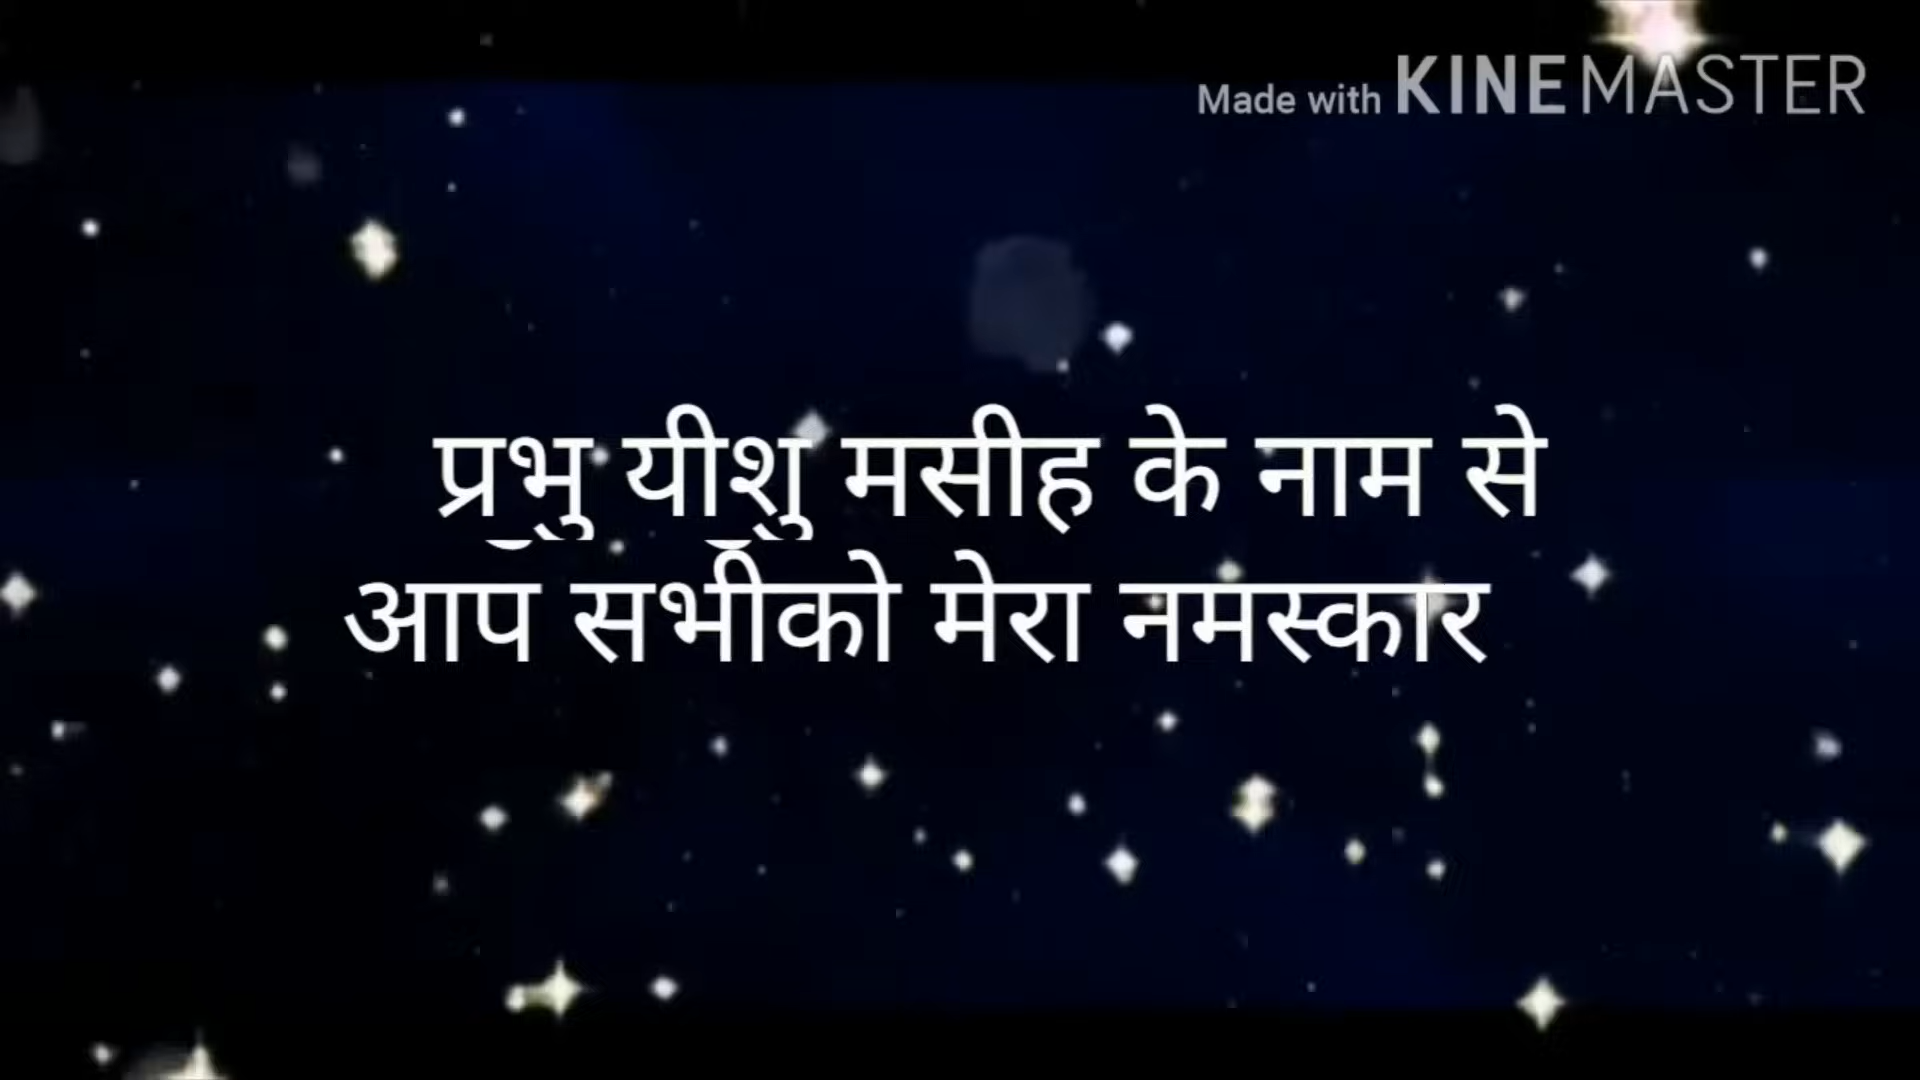 Made with KINEMASTER
प्रभु यीशु मसीह के नाम से
आप सभीको मेरा नमस्कार